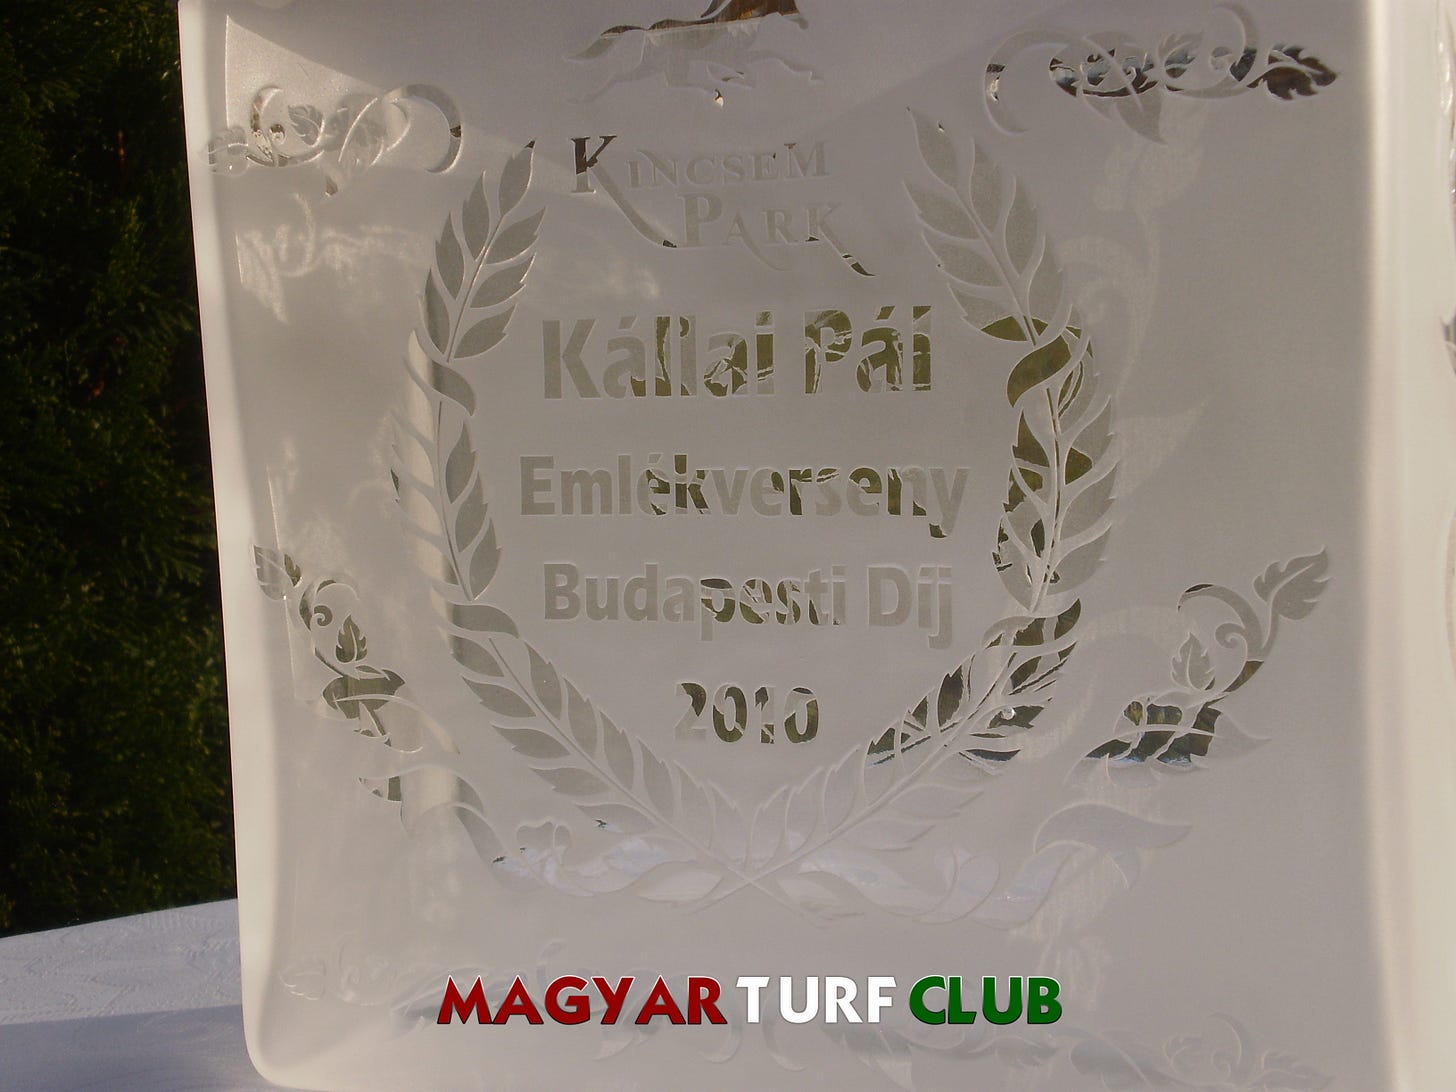 KINCSEM
PARK
Kállai Pál
Emlékverseny
Budapesti Díj
2010
MAGYAR TURF CLUB